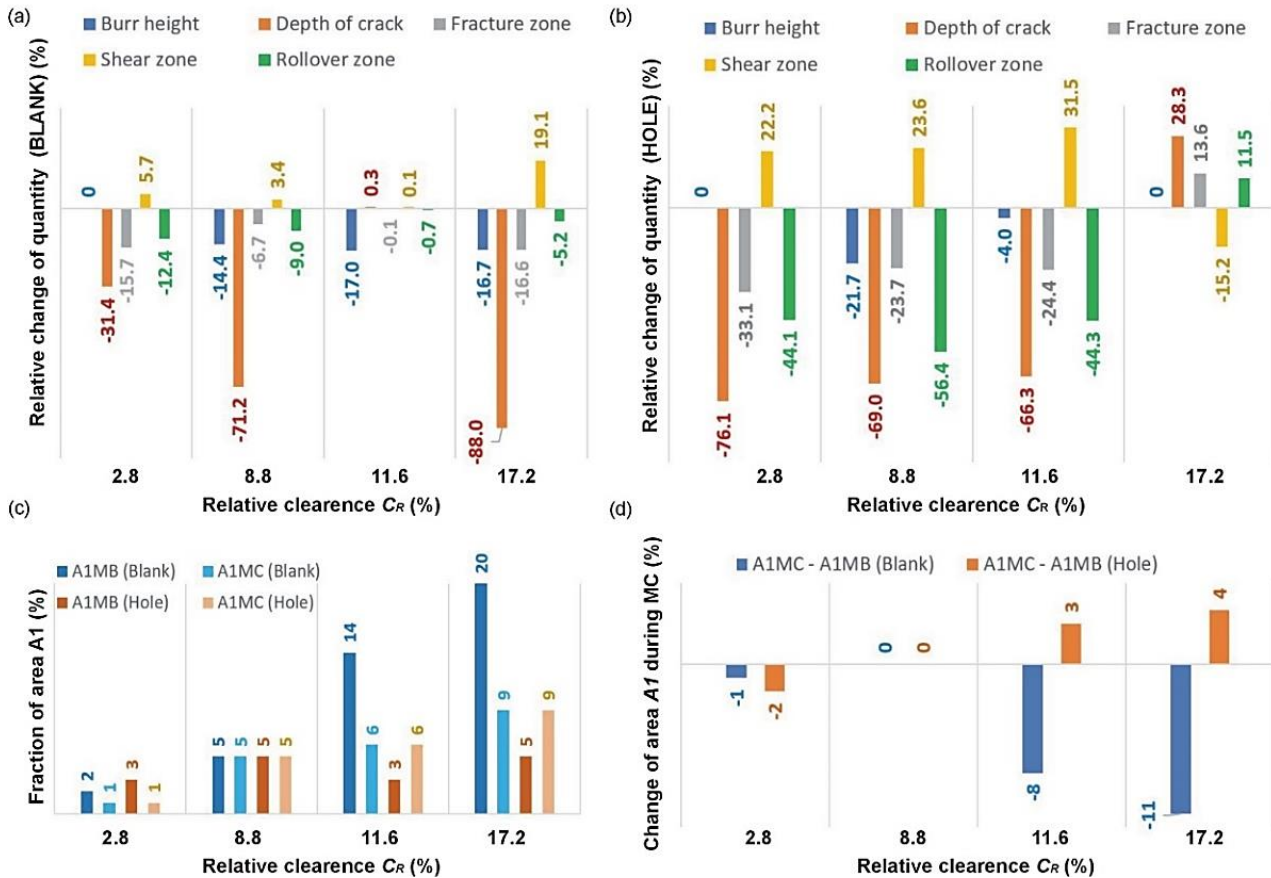 (a)
Burr height
Depth of crack
Fracture zone
Shear zone
Rollover zone
Relative change of quantity (BLANK) (%)
0
-31.4
-15.7
5.7
-12.4
-14.4
-71.2
-6.7
3.4
-9.0
-17.0
0.3
-0.1
0.1
-0.7
-16.7
-88.0
-16.6
19.1
-5.2
2.8 8.8 11.6 17.2
Relative clearence CR (%)
(b)
Burr height
Depth of crack
Fracture zone
Shear zone
Rollover zone
Relative change of quantity (HOLE) (%)
0
-76.1
-33.1
22.2
-44.1
-21.7
-69.0
-23.7
23.6
-56.4
-4.0
-66.3
-24.4
31.5
-44.3
0
28.3
13.6
-15.2
11.5
2.8 8.8 11.6 17.2
Relative clearence CR (%)
(c)
A1MB (Blank)
A1MC (Blank)
A1MB (Hole)
A1MC (Hole)
Fraction of area A1 (%)
2
1
3
1
5
5
5
5
14
6
3
6
20
9
5
9
2.8 8.8 11.6 17.2
Relative clearence CR (%)
(d)
A1MC - A1MB (Blank)
A1MC - A1MB (Hole)
Change of area A1 during MC (%)
-1
-2
0
0
-8
3
-11
4
2.8 8.8 11.6 17.2
Relative clearence CR (%)